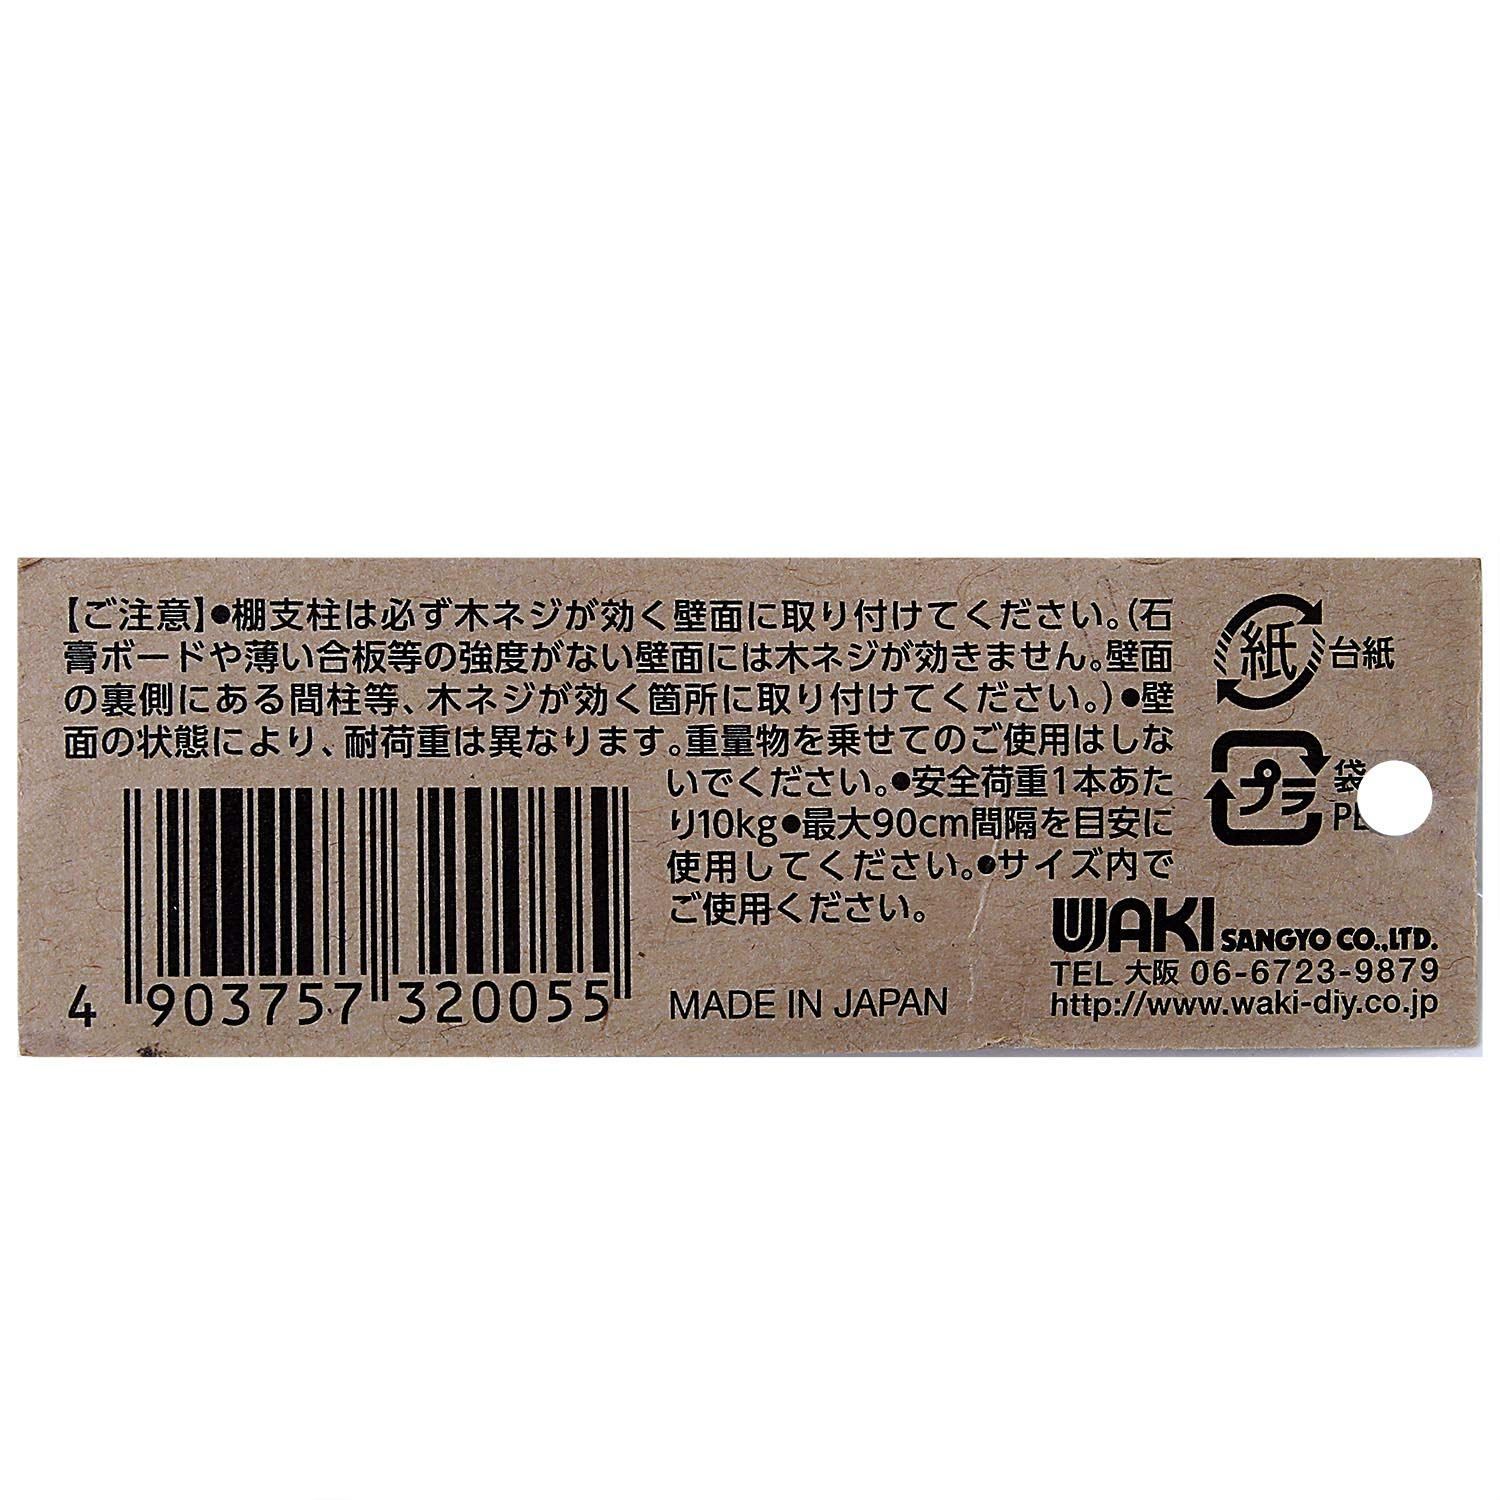 【ご注意】●棚支柱は必ず木ネジが効く壁面に取り付けてください。(石
膏ボードや薄い合板等の強度がない壁面には木ネジが効きません。壁面
の裏側にある間柱等、木ネジが効く箇所に取り付けてください。)●壁
面の状態により、耐荷重は異なります。重量物を乗せてのご使用はしな
いでください。●安全荷重1本あた
り10kg●最大90cm間隔を目安に
使用してください。●サイズ内で
ご使用ください。
4 903757 320055
MADE IN JAPAN
紙 台紙
プラ 袋
WAKI SANGYO CO.,LTD.
TEL 大阪 06-6723-9879
http://www.waki-diy.co.jp